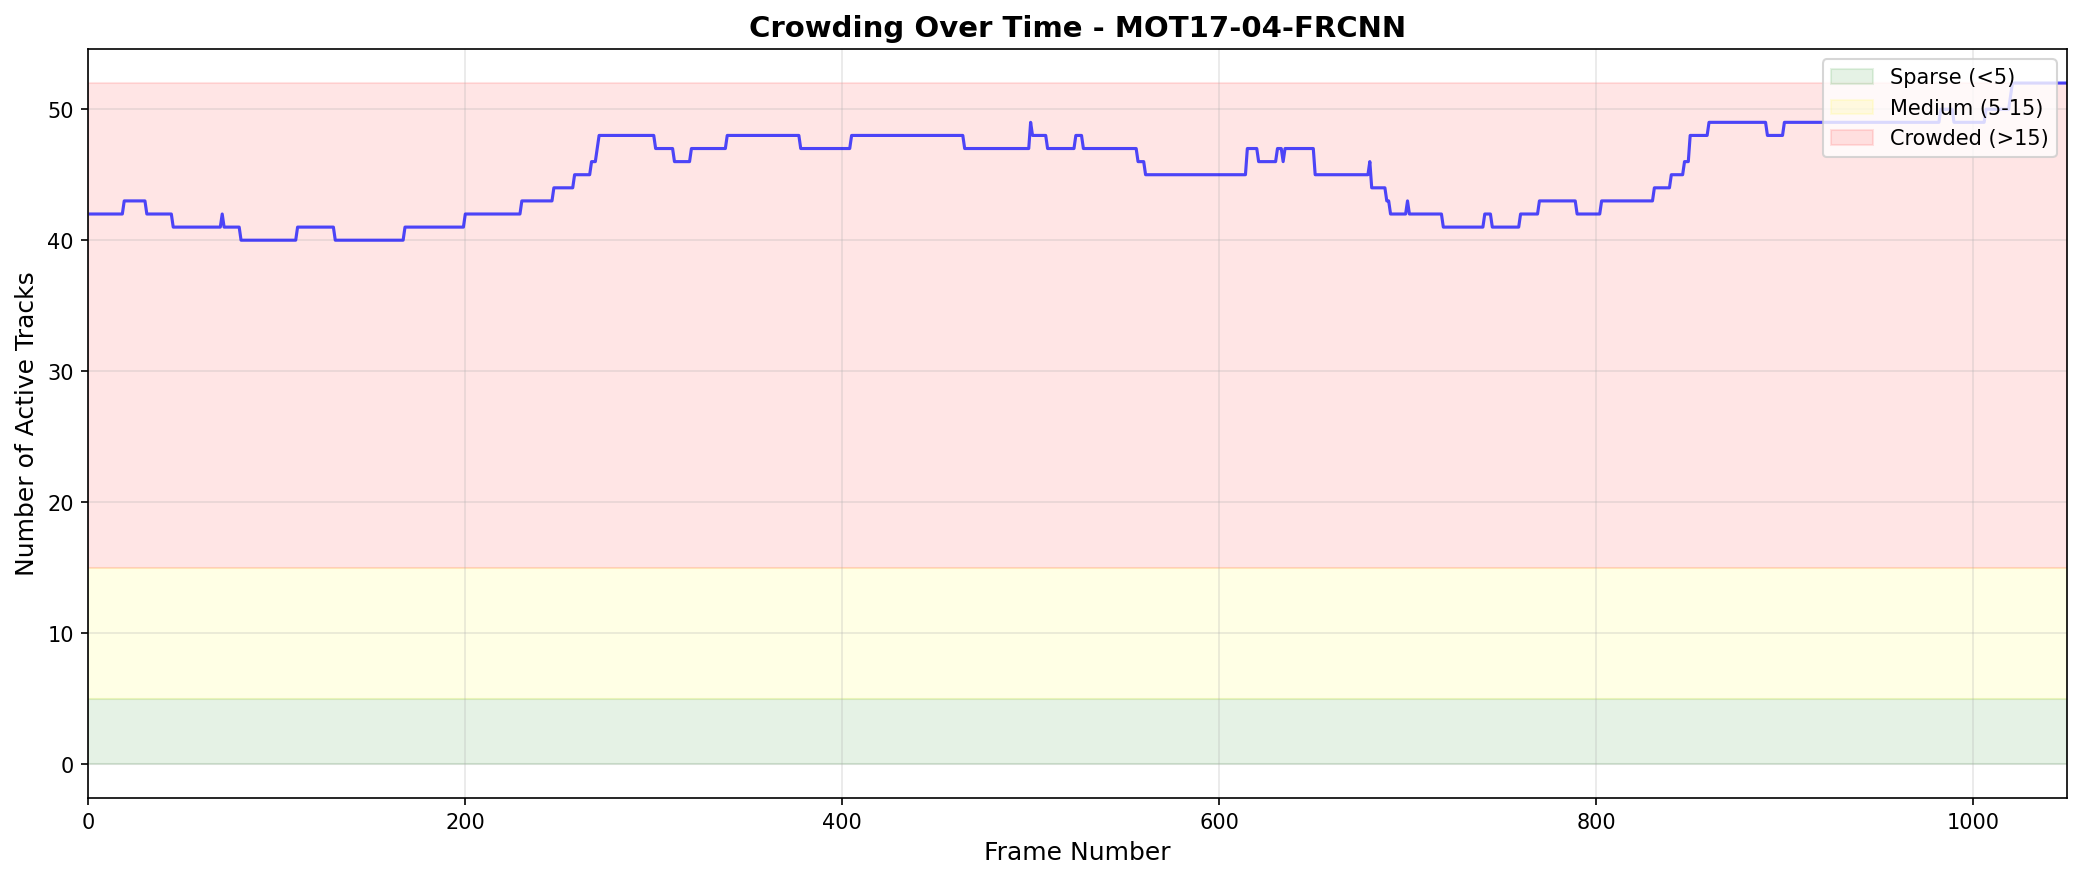 Crowding Over Time - MOT17-04-FRCNN
Sparse (<5)
Medium (5-15)
Crowded (>15)
Number of Active Tracks
50
40
30
20
10
0
0 200 400 600 800 1000
Frame Number